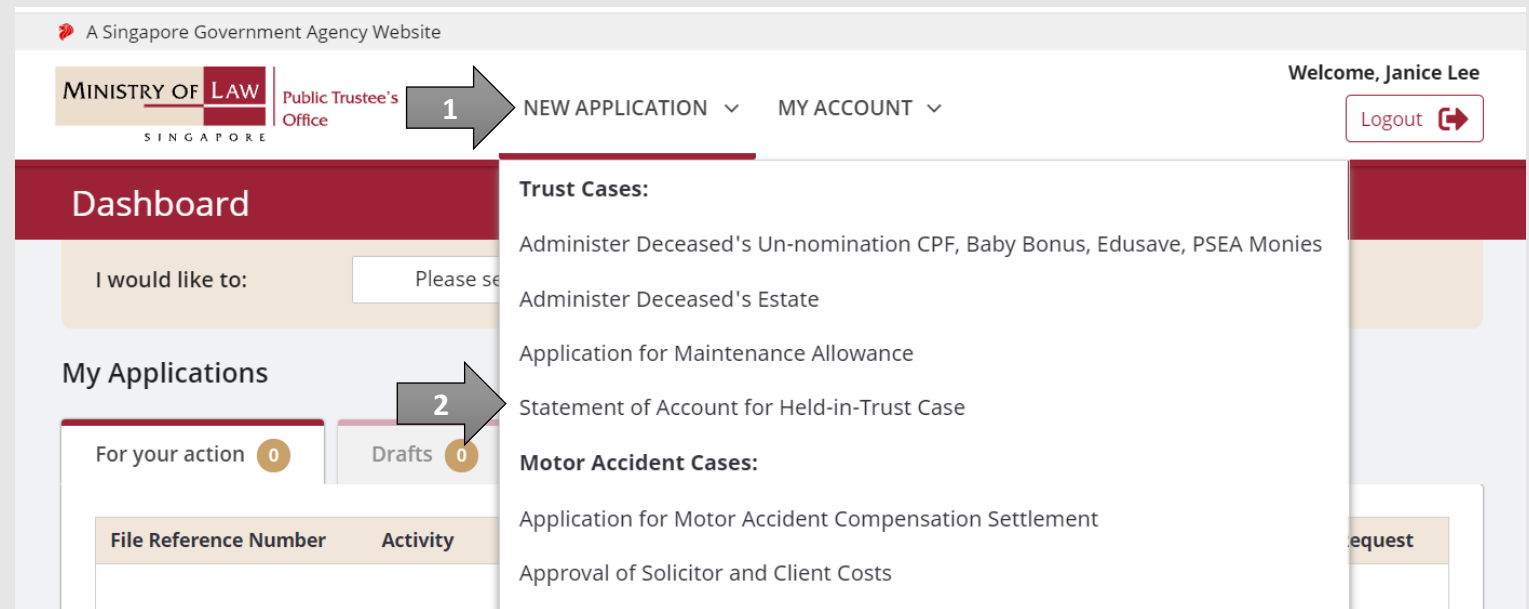 A Singapore Government Agency Website
MINISTRY OF LAW
SINGAPORE
Public Trustee's
Office
1
NEW APPLICATION
MY ACCOUNT
Welcome, Janice Lee
Logout
Dashboard
Trust Cases:
Administer Deceased's Un-nomination CPF, Baby Bonus, Edusave, PSEA Monies
I would like to:
Please se
Administer Deceased's Estate
Application for Maintenance Allowance
My Applications
2
Statement of Account for Held-in-Trust Case
For your action 0
Drafts 0
Motor Accident Cases:
Application for Motor Accident Compensation Settlement
File Reference Number
Activity
equest
Approval of Solicitor and Client Costs